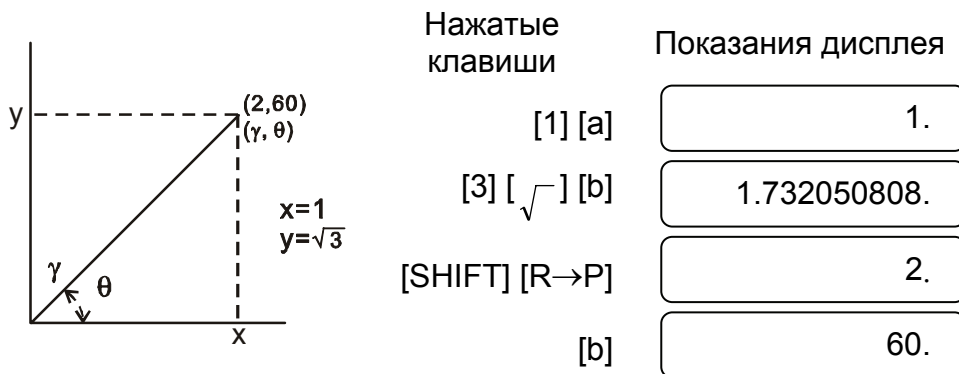 y
(2,60)
(γ, θ)
x=1
y=√3
γ
θ
x
Нажатые
клавиши
Показания дисплея
[1] [a]
1.
[3] [ √ ] [b]
1.732050808.
[SHIFT] [R→P]
2.
[b]
60.